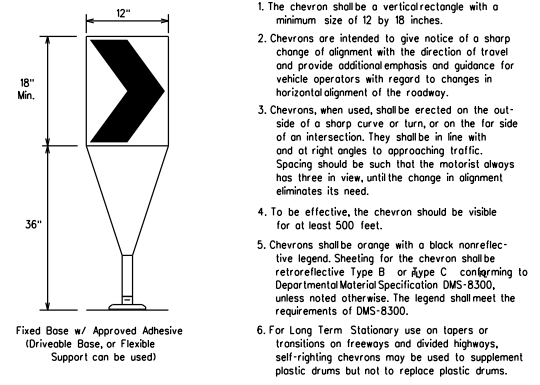 12"
18"
Min.
36"
Fixed Base w/ Approved Adhesive
(Driveable Base, or Flexible
Support can be used)
1. The chevron shall be a vertical rectangle with a
minimum size of 12 by 18 inches.
2. Chevrons are intended to give notice of a sharp
change of alignment with the direction of travel
and provide additional emphasis and guidance for
vehicle operators with regard to changes in
horizontal alignment of the roadway.
3. Chevrons, when used, shall be erected on the out-
side of a sharp curve or turn, or on the far side
of an intersection. They shall be in line with
and at right angles to approaching traffic.
Spacing should be such that the motorist always
has three in view, until the change in alignment
eliminates its need.
4. To be effective, the chevron should be visible
for at least 500 feet.
5. Chevrons shall be orange with a black nonreflec-
tive legend. Sheeting for the chevron shall be
retroreflective Type B or Type C conforming to
Departmental Material Specification DMS-8300,
unless noted otherwise. The legend shall meet the
requirements of DMS-8300.
6. For Long Term Stationary use on tapers or
transitions on freeways and divided highways,
self-righting chevrons may be used to supplement
plastic drums but not to replace plastic drums.